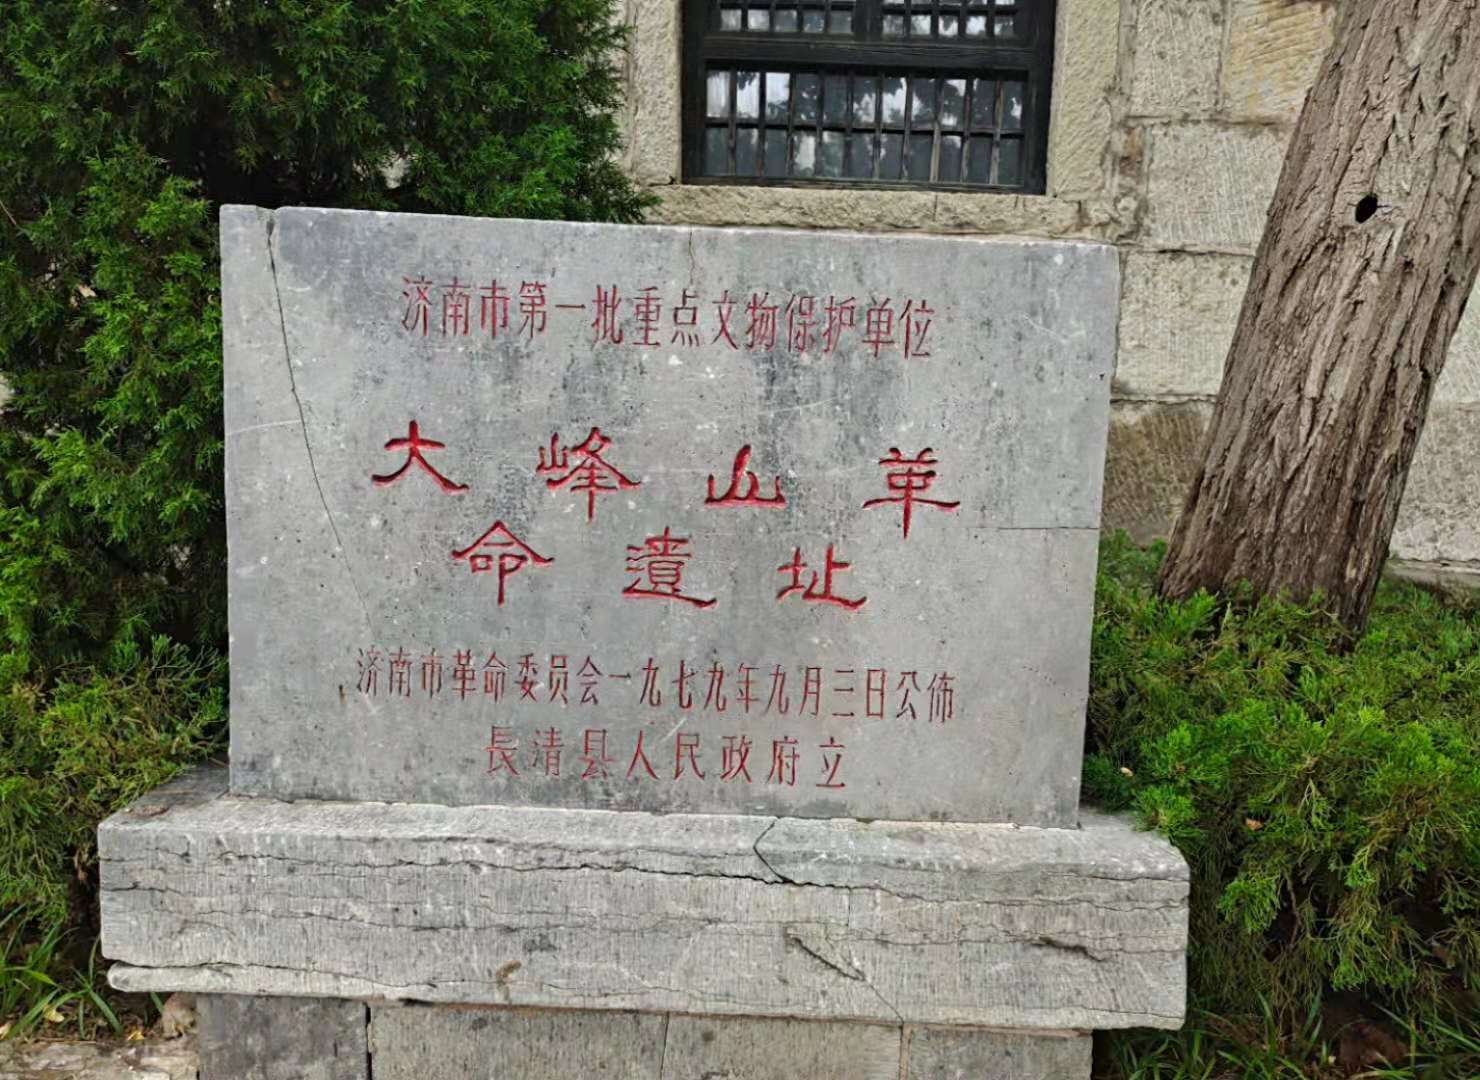 济南市第一批重点文物保护单位
大峰山革
命遺址
济南市革命委员会一九七九年九月三日公佈
長清县人民政府立